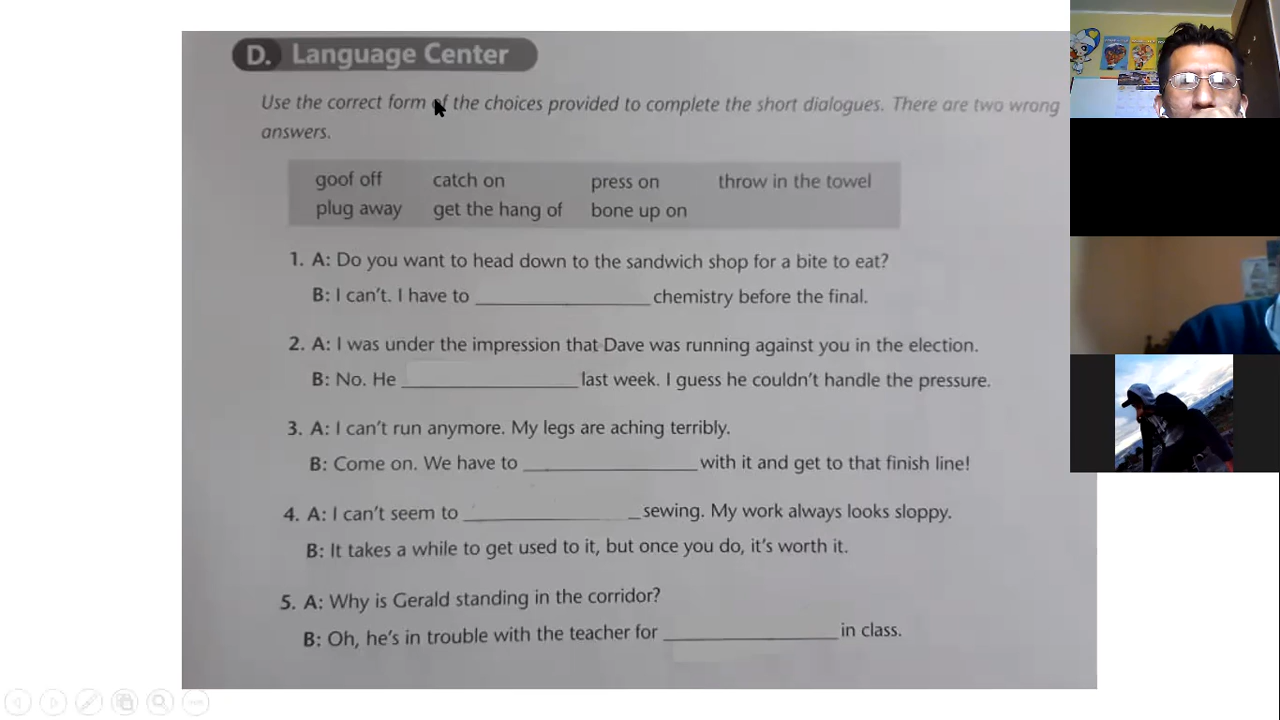 D. Language Center
Use the correct form of the choices provided to complete the short dialogues. There are two wrong
answers.
goof off catch on press on throw in the towel
plug away get the hang of bone up on
1. A: Do you want to head down to the sandwich shop for a bite to eat?
B: I can't. I have to ____________ chemistry before the final.
2. A: I was under the impression that Dave was running against you in the election.
B: No. He ____________ last week. I guess he couldn't handle the pressure.
3. A: I can't run anymore. My legs are aching terribly.
B: Come on. We have to ____________ with it and get to that finish line!
4. A: I can't seem to ____________ sewing. My work always looks sloppy.
B: It takes a while to get used to it, but once you do, it's worth it.
5. A: Why is Gerald standing in the corridor?
B: Oh, he's in trouble with the teacher for ____________ in class.